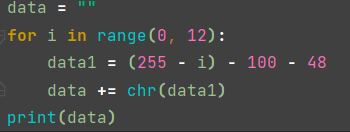 data = ""
for i in range(0, 12):
    data1 = (255 - i) - 100 - 48
    data += chr(data1)
print(data)